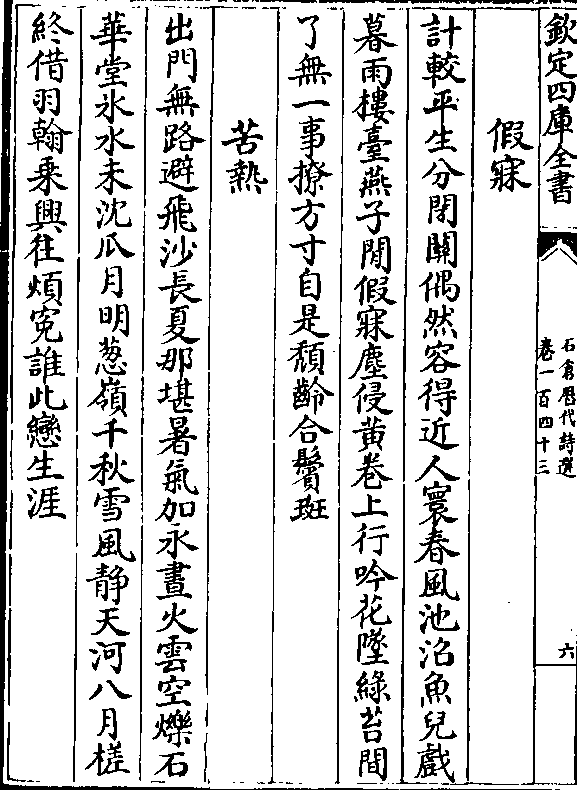 欽定四庫全書
石倉歷代詩選
卷一百四十三
六
假寐
計較平生分閉關偶然容得近人寰春風池沼魚兒戲
暮雨樓臺燕子閒假寐塵侵黄卷上行吟花墜綠苔間
了無一事撩方寸自是頹齡合鬢斑
苦熱
出門無路避飛沙長夏那堪暑氣加永晝火雲空爍石
華堂氷水未沈瓜月明葱嶺千秋雪風静天河八月槎
終借羽翰乘興往煩寃誰此戀生涯